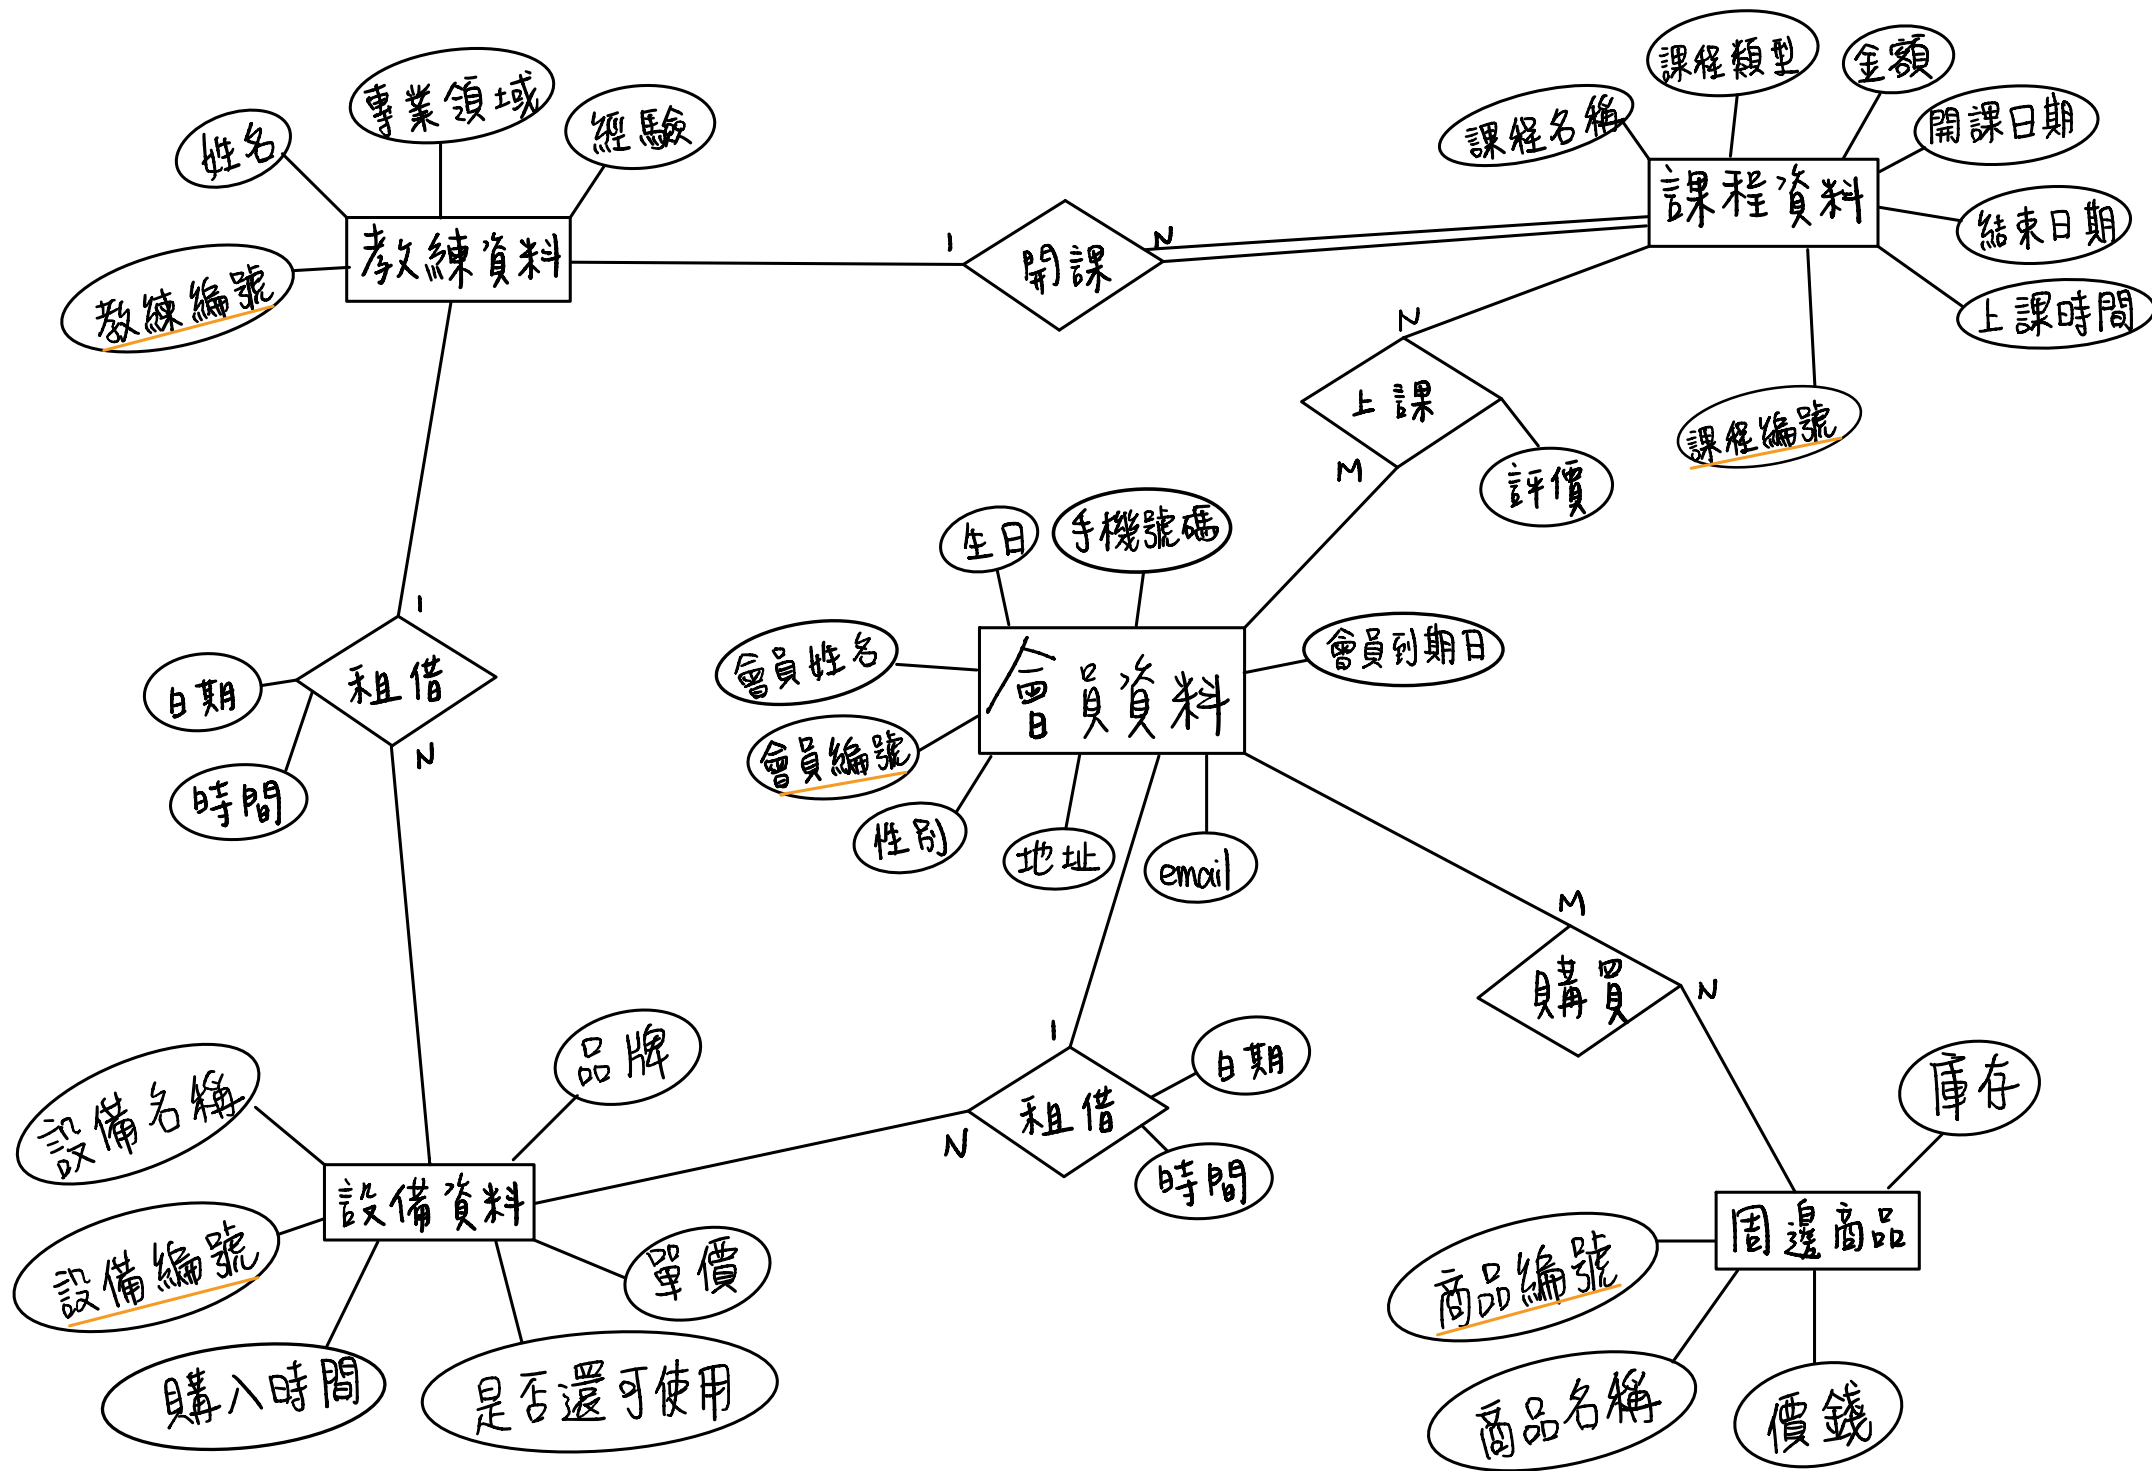 課程類型
金額
專業領域
經驗
課程名稱
開課日期
姓名
課程資料
結束日期
教練資料
1
開課
N
教練編號
上課時間
N
上課
M
課程編號
評價
生日
手機號碼
1
租借
N
日期
時間
會員姓名
會員資料
會員到期日
會員編號
性別
地址
email
M
購買
N
1
租借
N
日期
時間
品牌
設備名稱
設備資料
設備編號
單價
購入時間
是否還可使用
庫存
周邊商品
商品編號
商品名稱
價錢